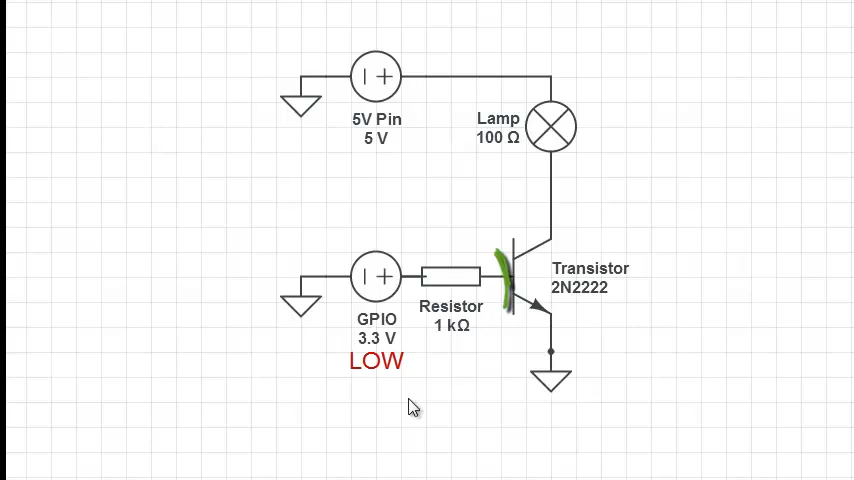 5V Pin
5 V
Lamp
100 Ω
Transistor
2N2222
Resistor
1 kΩ
GPIO
3.3 V
LOW